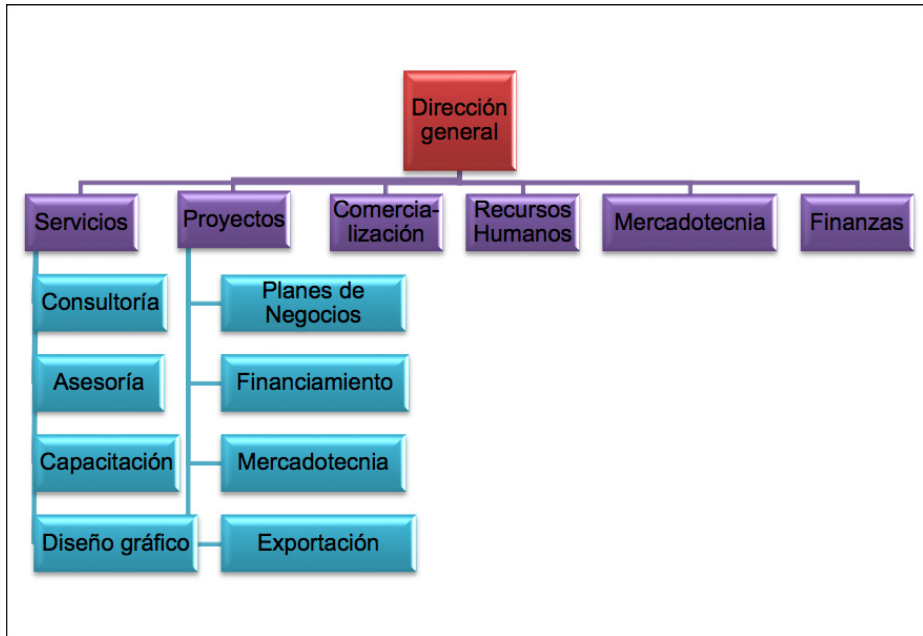 Dirección
general
Servicios
Proyectos
Comercia-
lización
Recursos
Humanos
Mercadotecnia
Finanzas
Consultoría
Asesoría
Capacitación
Diseño gráfico
Planes de
Negocios
Financiamiento
Mercadotecnia
Exportación